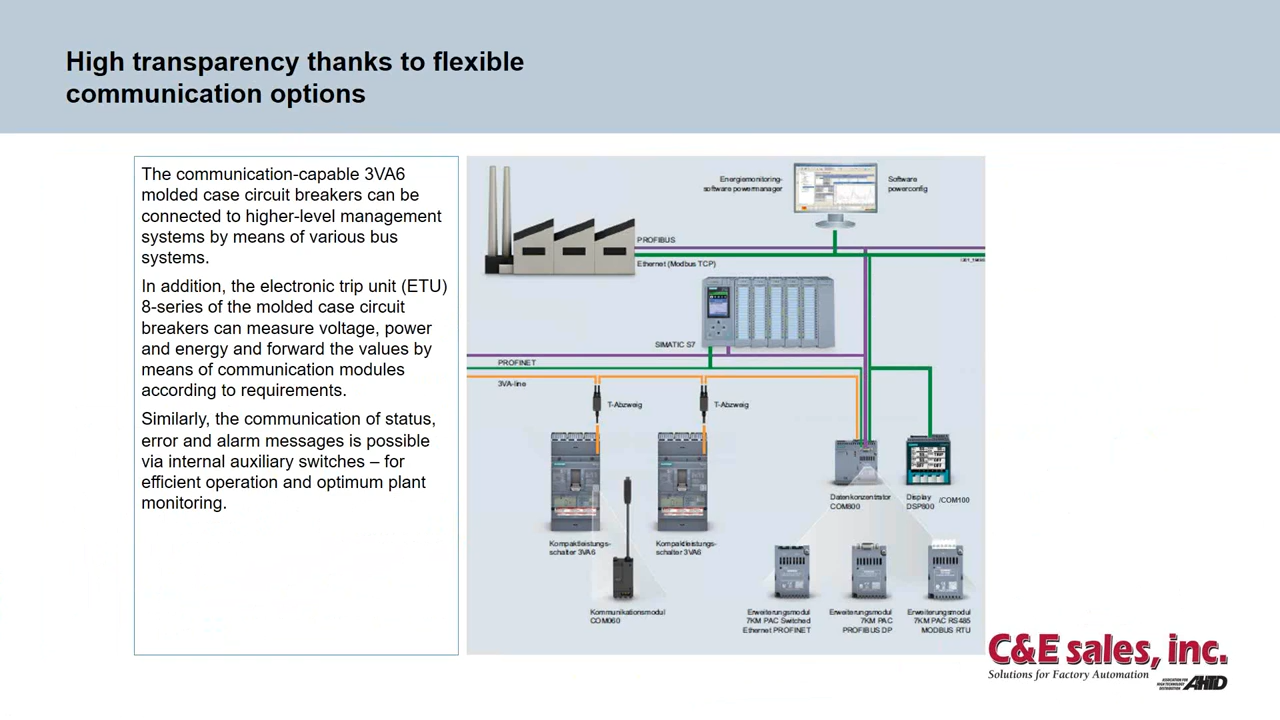 High transparency thanks to flexible
communication options
The communication-capable 3VA6
molded case circuit breakers can be
connected to higher-level management
systems by means of various bus
systems.
In addition, the electronic trip unit (ETU)
8-series of the molded case circuit
breakers can measure voltage, power
and energy and forward the values by
means of communication modules
according to requirements.
Similarly, the communication of status,
error and alarm messages is possible
via internal auxiliary switches – for
efficient operation and optimum plant
monitoring.
Energiemonitoring-
software powermanager
Software
powerconfig
PROFIBUS
Ethernet (Modbus TCP)
SIMATIC S7
PROFINET
3VA-line
T-Abzweig
T-Abzweig
Kompaktleistungs-
schalter 3VA6
Kompaktleistungs-
schalter 3VA6
Datenkonzentrator
COM800
Display
DSP800
/COM100
Kommunikationsmodul
COM060
Erweiterungsmodul
7KM PAC Switched
Ethernet PROFINET
Erweiterungsmodul
7KM PAC
PROFIBUS DP
Erweiterungsmodul
7KM PAC RS485
MODBUS RTU
C&E sales, inc.
Solutions for Factory Automation
ASSOCIATION FOR
HIGH TECHNOLOGY
DISTRIBUTION
AHTD